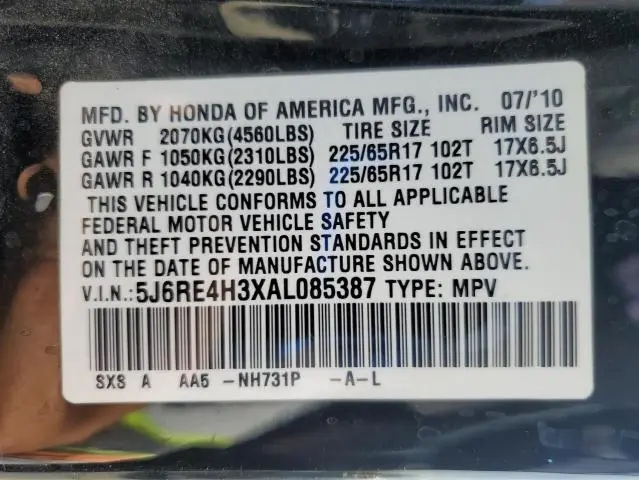 MFD. BY HONDA OF AMERICA MFG., INC. 07/'10
GVWR 2070KG(4560LBS) TIRE SIZE RIM SIZE
GAWR F 1050KG(2310LBS) 225/65R17 102T 17X6.5J
GAWR R 1040KG(2290LBS) 225/65R17 102T 17X6.5J
THIS VEHICLE CONFORMS TO ALL APPLICABLE
FEDERAL MOTOR VEHICLE SAFETY
AND THEFT PREVENTION STANDARDS IN EFFECT
ON THE DATE OF MANUFACTURE SHOWN ABOVE.
V.I.N.:5J6RE4H3XAL085387 TYPE: MPV
SXS A AA5 -NH731P -A-L